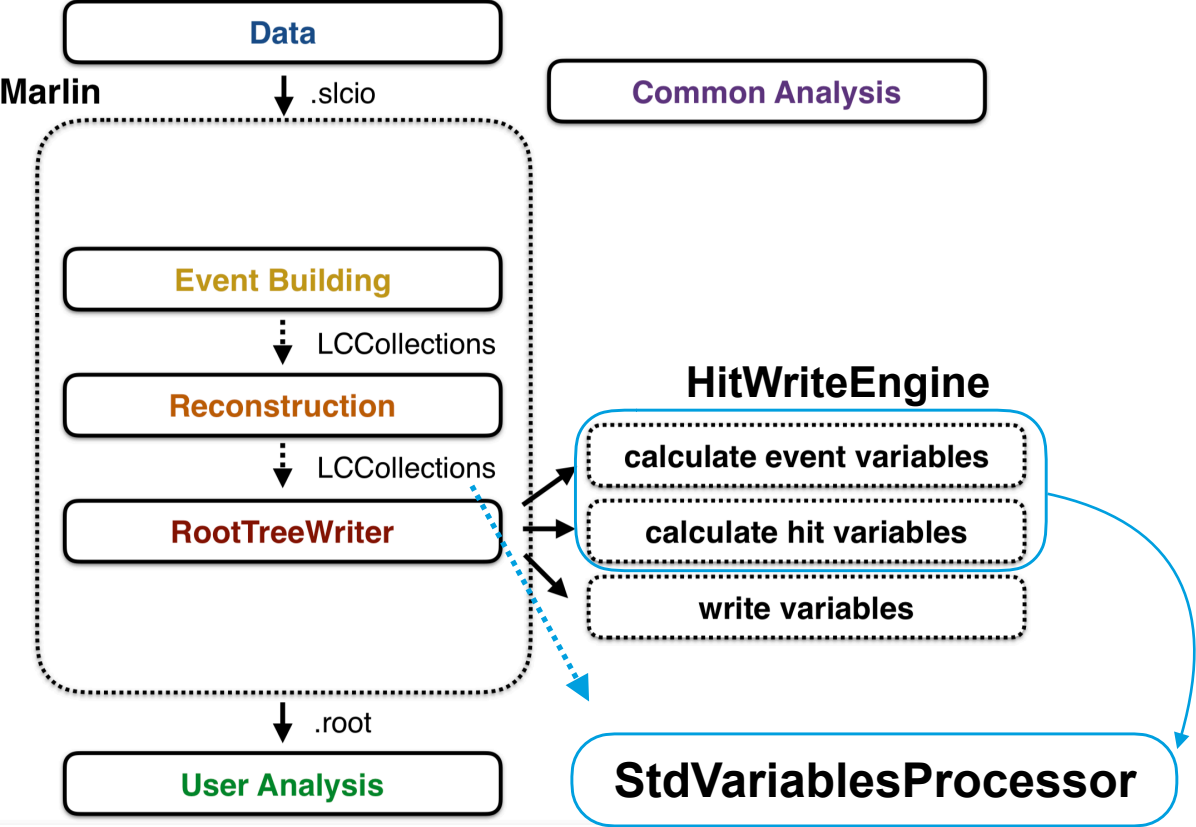 Data
Marlin
.slcio
Common Analysis
Event Building
LCCollections
Reconstruction
LCCollections
RootTreeWriter
HitWriteEngine
calculate event variables
calculate hit variables
write variables
.root
User Analysis
StdVariablesProcessor